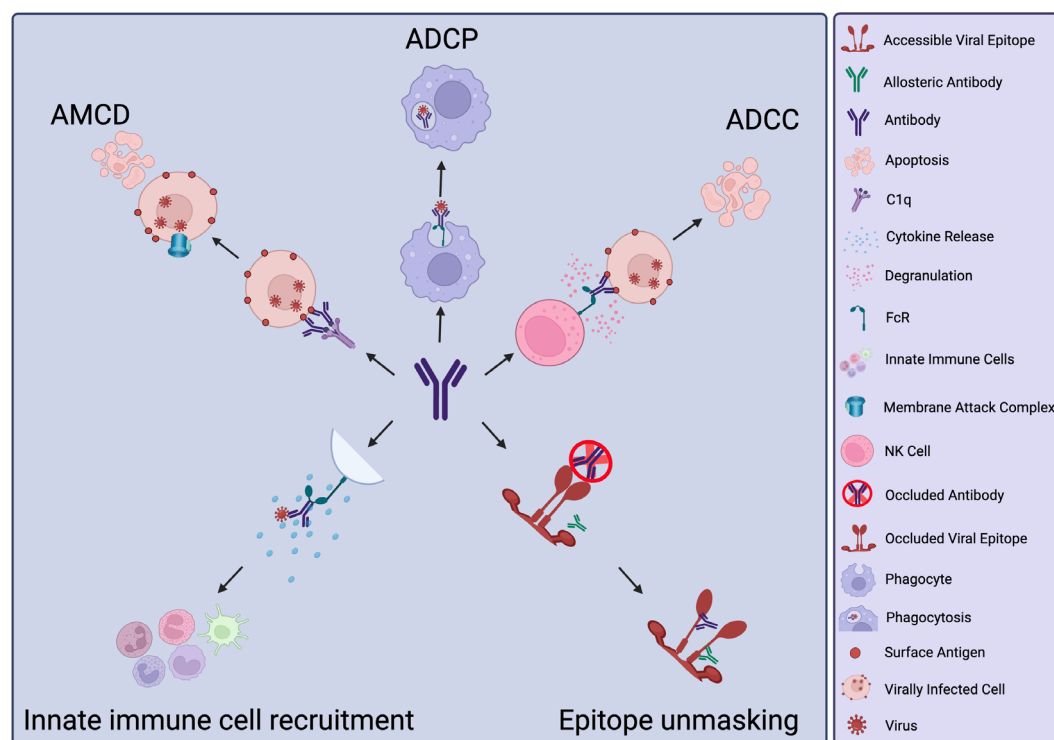 ADCP
AMCD
ADCC
Innate immune cell recruitment
Epitope unmasking
Accessible Viral Epitope
Allosteric Antibody
Antibody
Apoptosis
C1q
Cytokine Release
Degranulation
FcR
Innate Immune Cells
Membrane Attack Complex
NK Cell
Occluded Antibody
Occluded Viral Epitope
Phagocyte
Phagocytosis
Surface Antigen
Virally Infected Cell
Virus